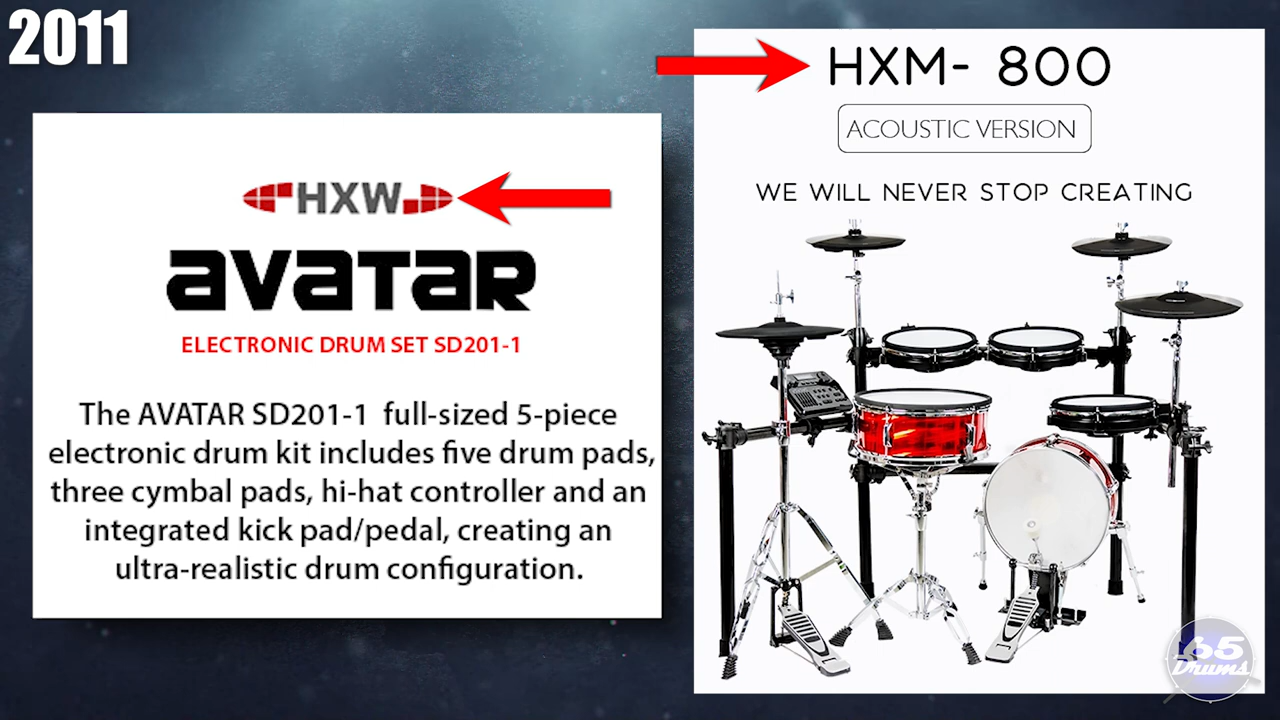 2011
HXW
AVATAR
ELECTRONIC DRUM SET SD201-1
The AVATAR SD201-1 full-sized 5-piece
electronic drum kit includes five drum pads,
three cymbal pads, hi-hat controller and an
integrated kick pad/pedal, creating an
ultra-realistic drum configuration.
HXM- 800
ACOUSTIC VERSION
WE WILL NEVER STOP CREATING
65
Drums